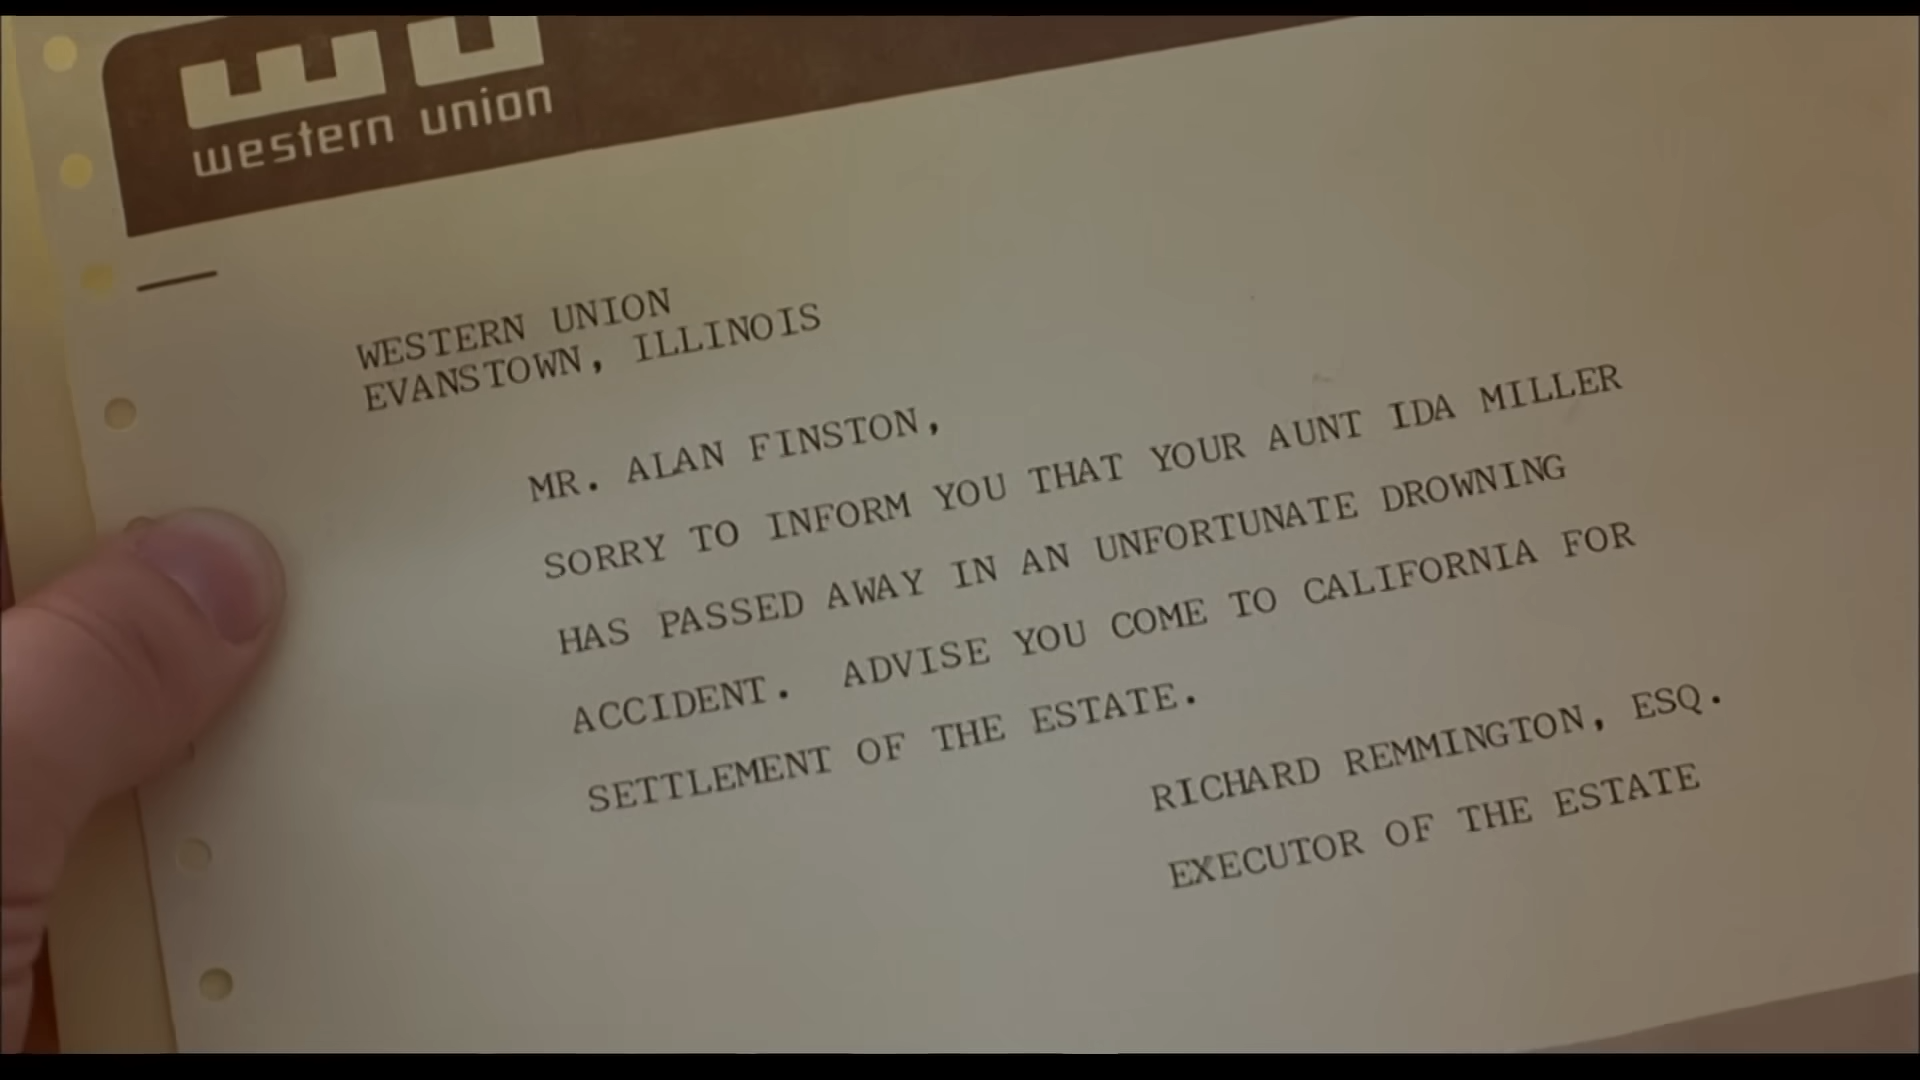 wu
western union
WESTERN UNION
EVANSTOWN, ILLINOIS
MR. ALAN FINSTON,
SORRY TO INFORM YOU THAT YOUR AUNT IDA MILLER
HAS PASSED AWAY IN AN UNFORTUNATE DROWNING
ACCIDENT. ADVISE YOU COME TO CALIFORNIA FOR
SETTLEMENT OF THE ESTATE.
RICHARD REMMINGTON, ESQ.
EXECUTOR OF THE ESTATE